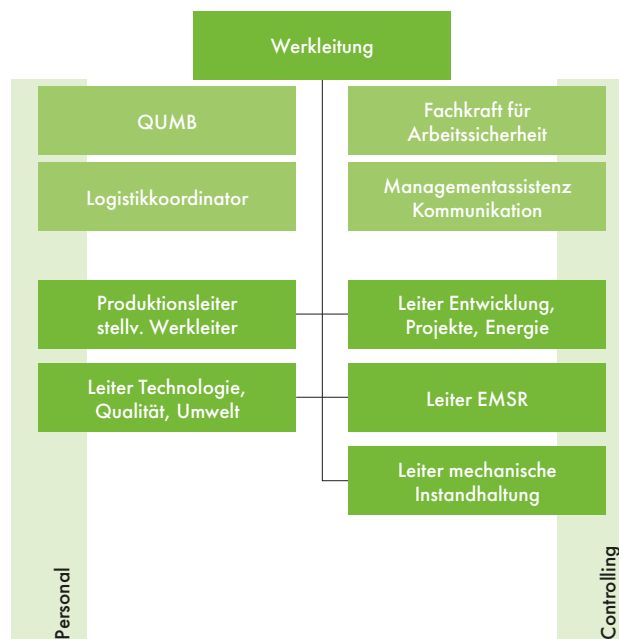 Werkleitung
QUMB
Fachkraft für
Arbeitssicherheit
Logistikkoordinator
Managementassistenz
Kommunikation
Produktionsleiter
stellv. Werkleiter
Leiter Entwicklung,
Projekte, Energie
Leiter Technologie,
Qualität, Umwelt
Leiter EMSR
Leiter mechanische
Instandhaltung
Personal
Controlling